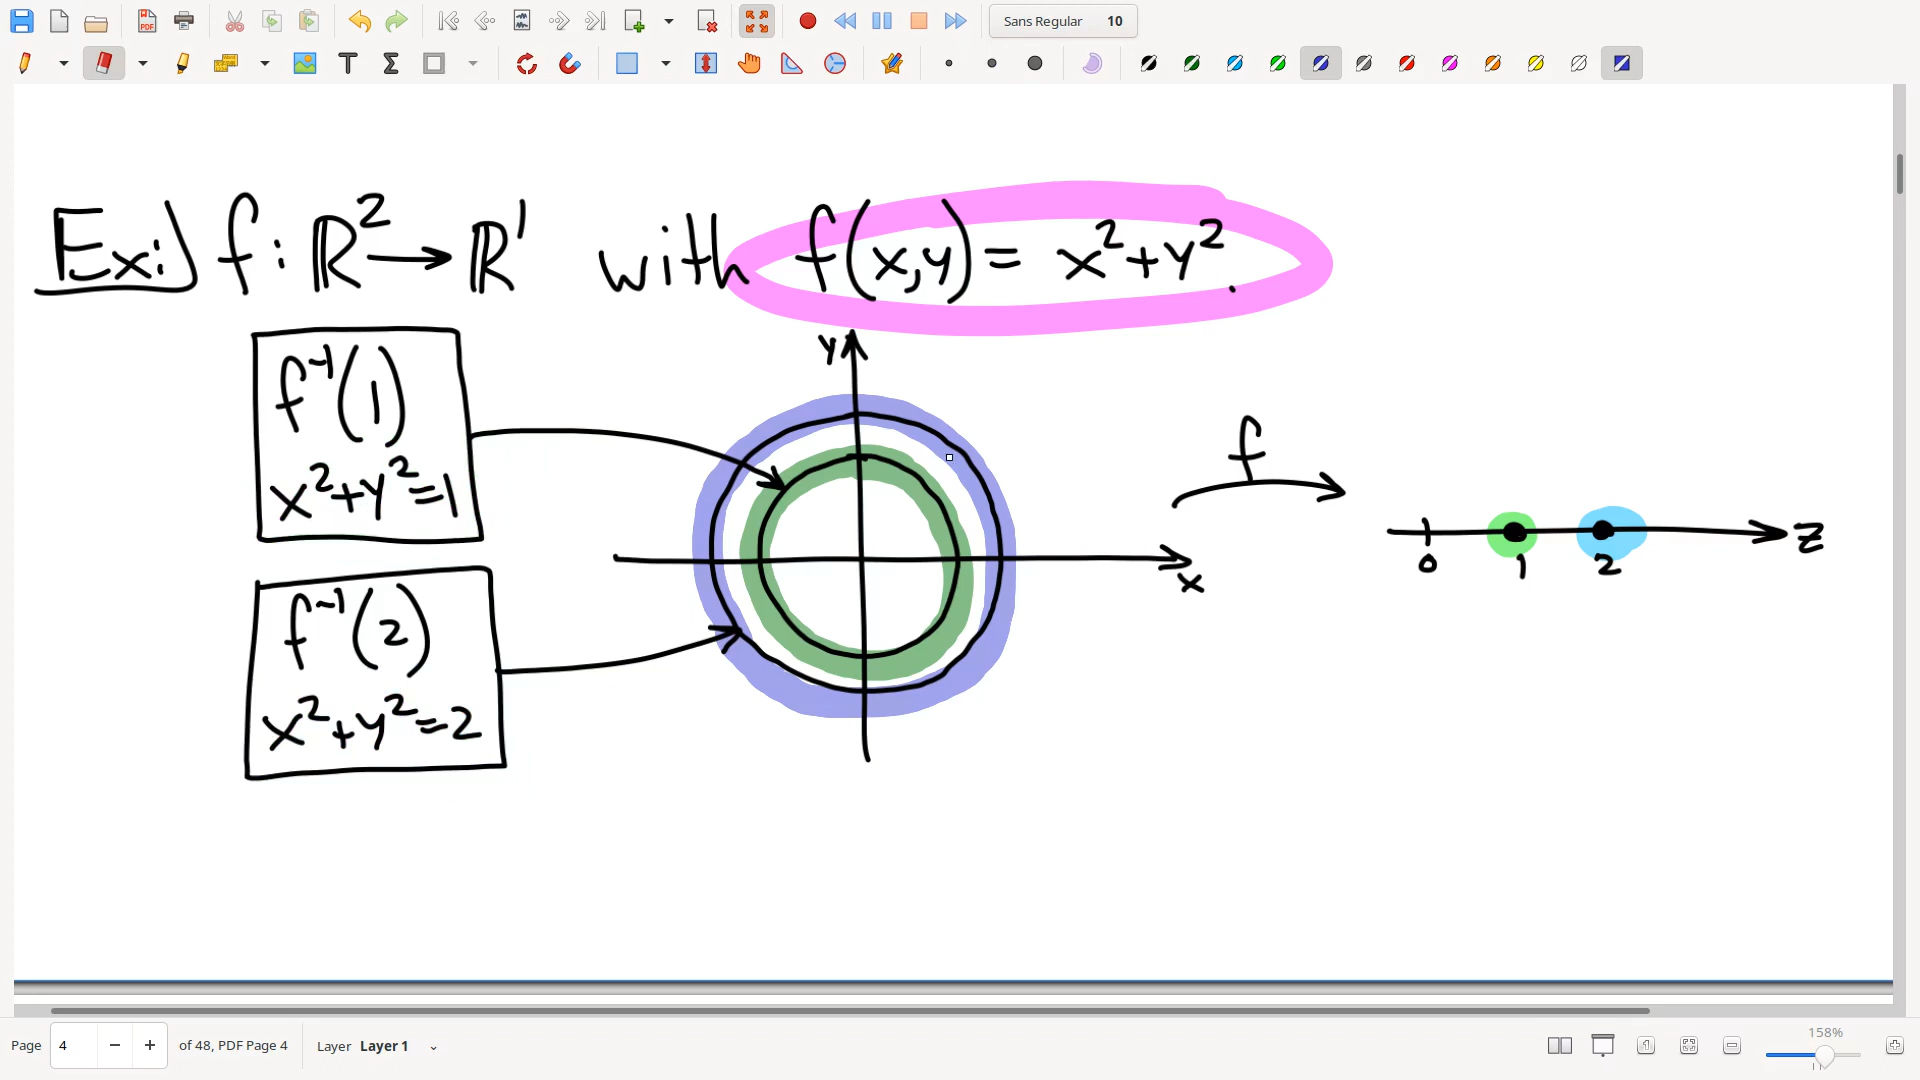 Sans Regular 10
Ex:) f: ℝ² → ℝ¹ with f(x,y) = x²+y².
f⁻¹(1)
x²+y²=1
f⁻¹(2)
x²+y²=2
y
x
f
0 1 2
z
Page 4 − + of 48, PDF Page 4 Layer Layer 1
158%